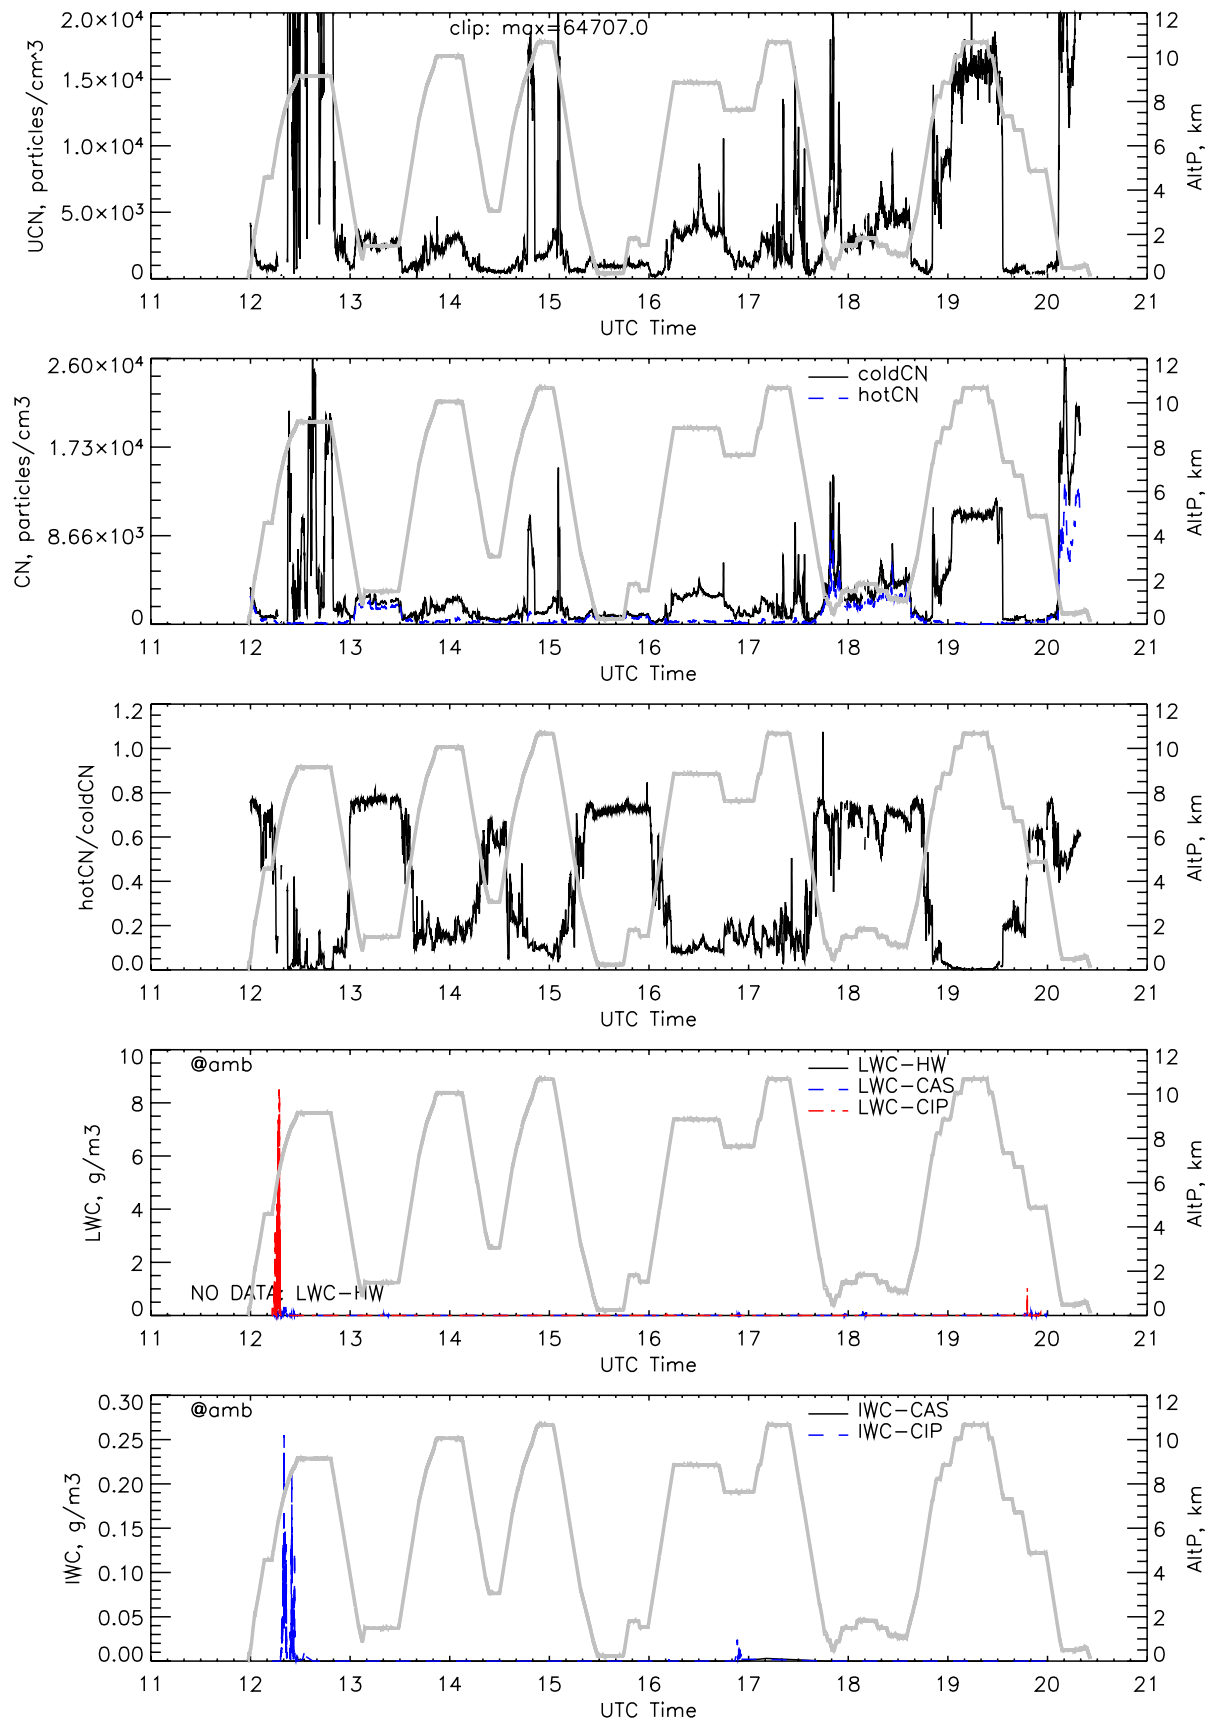 clip: max=64707.0
UCN, particles/cm^3
2.0×10⁴
1.5×10⁴
1.0×10⁴
5.0×10³
0
12
10
8
6
4
2
0
AltP, km
11 12 13 14 15 16 17 18 19 20 21
UTC Time
coldCN
hotCN
CN, particles/cm3
2.60×10⁴
1.73×10⁴
8.66×10³
0
12
10
8
6
4
2
0
AltP, km
11 12 13 14 15 16 17 18 19 20 21
UTC Time
hotCN/coldCN
1.2
1.0
0.8
0.6
0.4
0.2
0.0
12
10
8
6
4
2
0
AltP, km
11 12 13 14 15 16 17 18 19 20 21
UTC Time
@amb
LWC-HW
LWC-CAS
LWC-CIP
LWC, g/m3
10
8
6
4
2
0
NO DATA: LWC-HW
12
10
8
6
4
2
0
AltP, km
11 12 13 14 15 16 17 18 19 20 21
UTC Time
@amb
IWC-CAS
IWC-CIP
IWC, g/m3
0.30
0.25
0.20
0.15
0.10
0.05
0.00
12
10
8
6
4
2
0
AltP, km
11 12 13 14 15 16 17 18 19 20 21
UTC Time